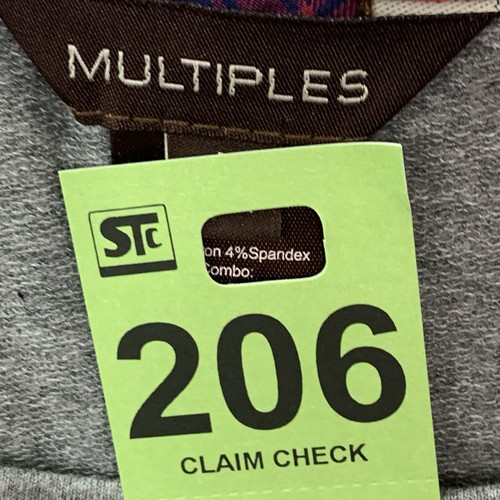 MULTIPLES
STC
on 4%Spandex
Combo:
206
CLAIM CHECK